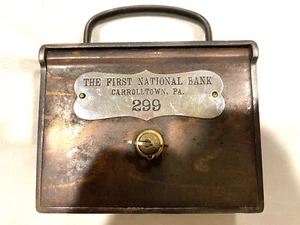 THE FIRST NATIONAL BANK
CARROLLTOWN, PA.
299